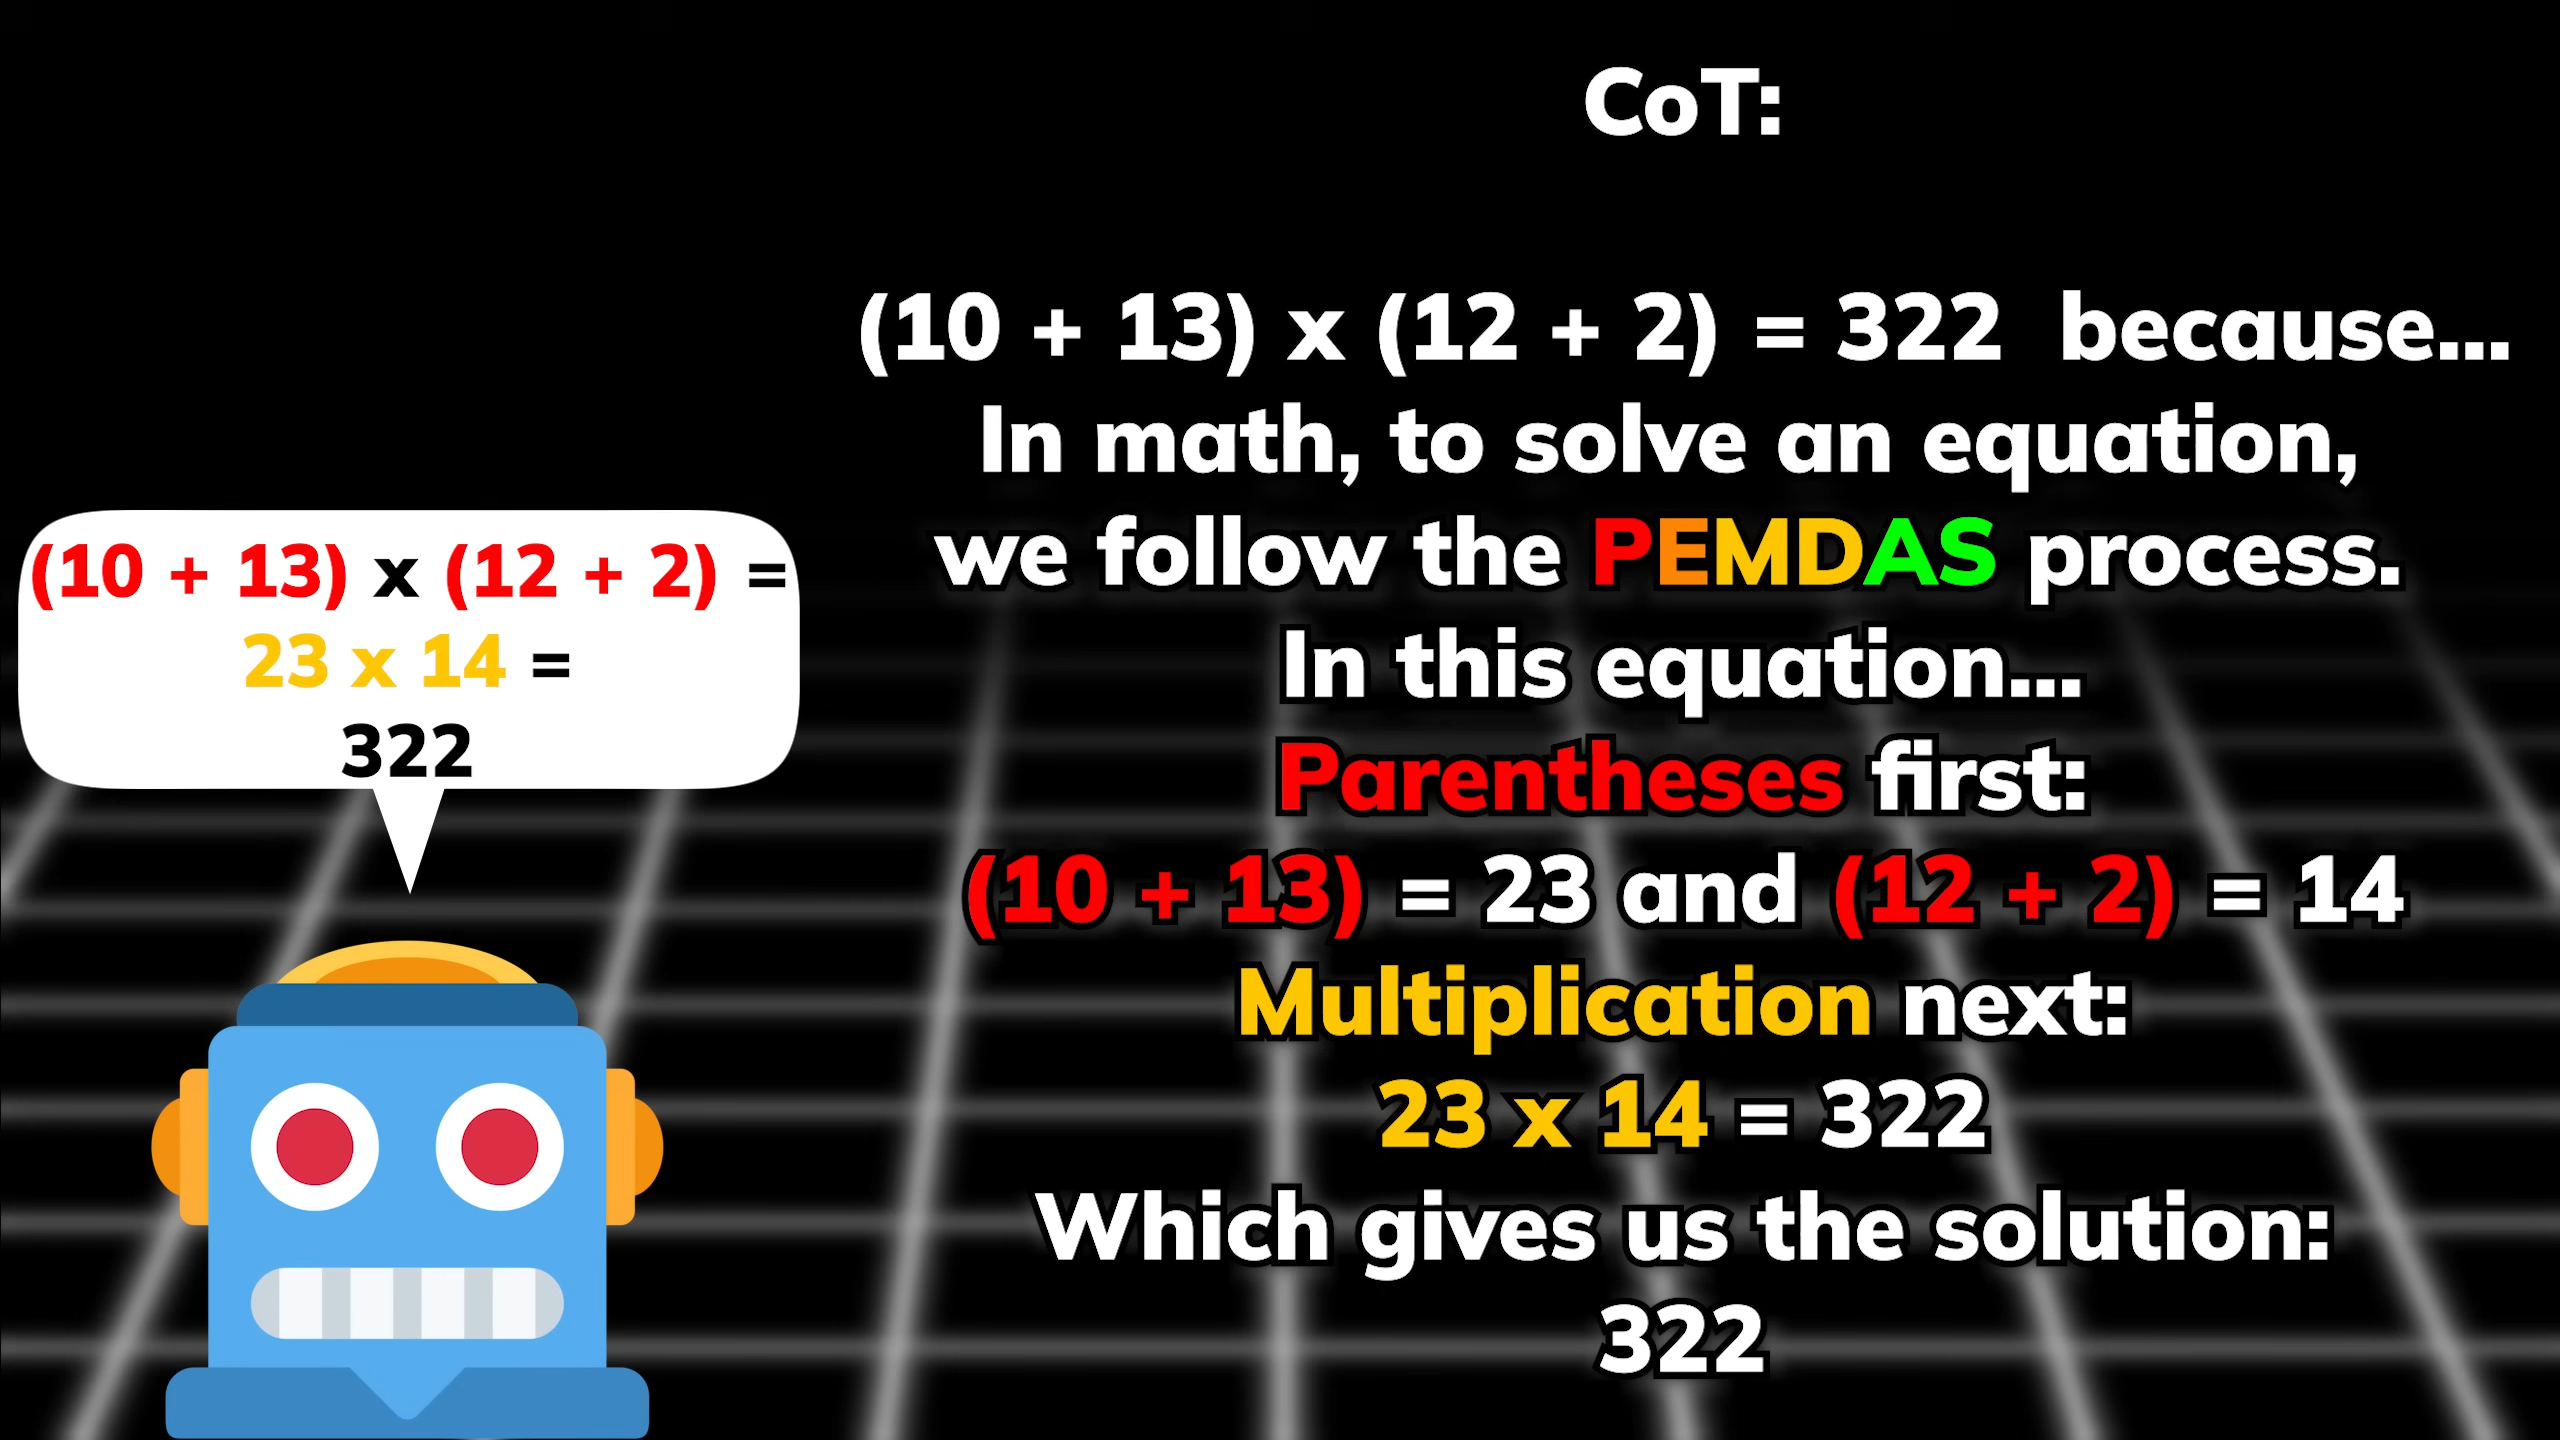 CoT:
(10 + 13) x (12 + 2) = 322 because...
In math, to solve an equation,
we follow the PEMDAS process.
In this equation...
Parentheses first:
(10 + 13) = 23 and (12 + 2) = 14
Multiplication next:
23 x 14 = 322
Which gives us the solution:
322
(10 + 13) x (12 + 2) =
23 x 14 =
322